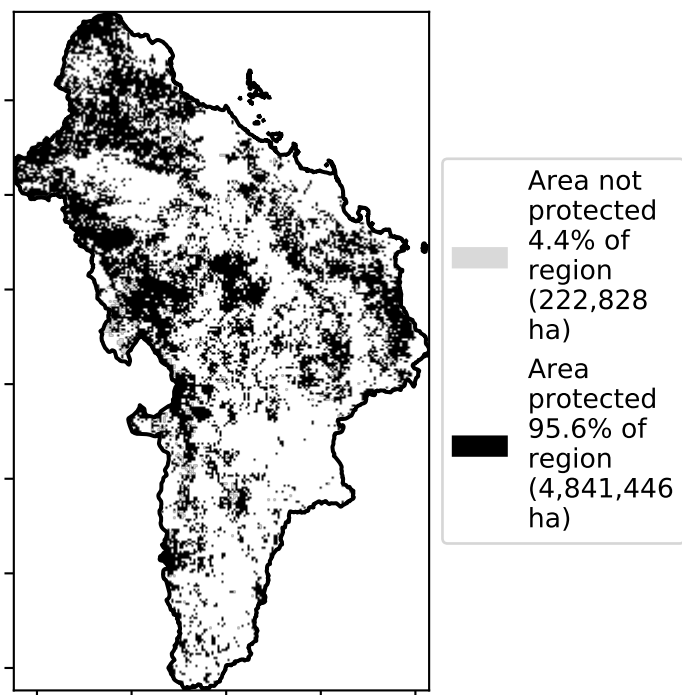 Area not
protected
4.4% of
region
(222,828
ha)
Area
protected
95.6% of
region
(4,841,446
ha)